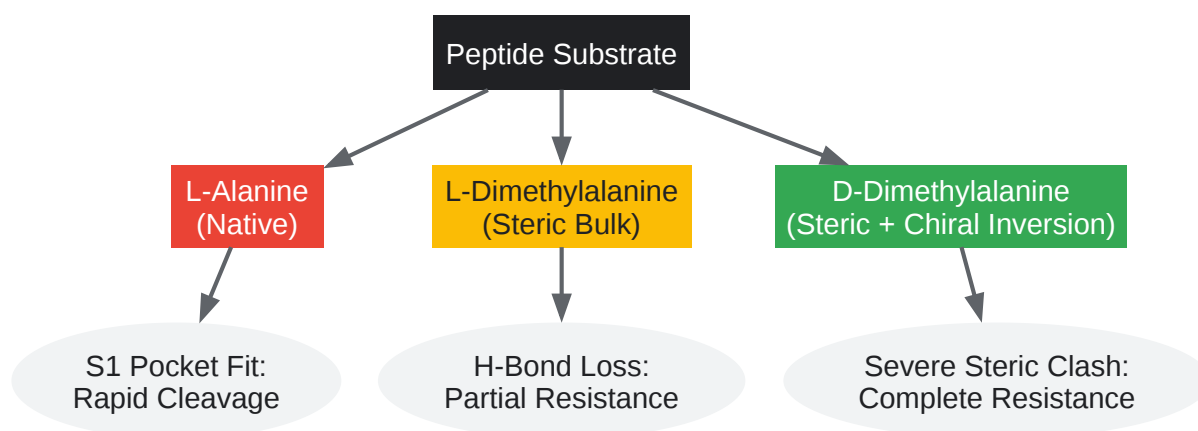 Peptide Substrate
L-Alanine
(Native)
L-Dimethylalanine
(Steric Bulk)
D-Dimethylalanine
(Steric + Chiral Inversion)
S1 Pocket Fit:
Rapid Cleavage
H-Bond Loss:
Partial Resistance
Severe Steric Clash:
Complete Resistance